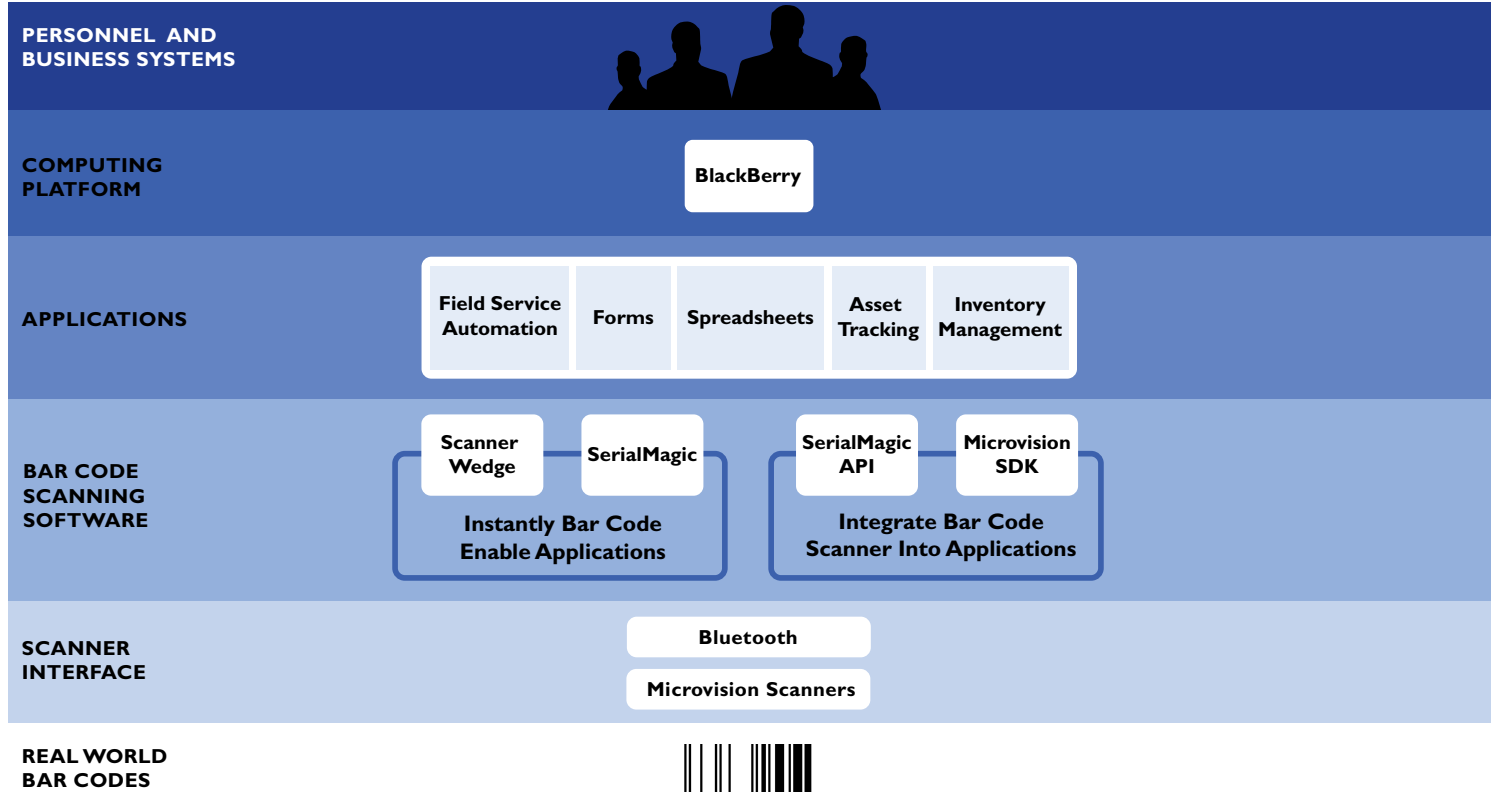 PERSONNEL AND
BUSINESS SYSTEMS
COMPUTING
PLATFORM
BlackBerry
APPLICATIONS
Field Service
Automation
Forms
Spreadsheets
Asset
Tracking
Inventory
Management
BAR CODE
SCANNING
SOFTWARE
Scanner
Wedge
SerialMagic
Instantly Bar Code
Enable Applications
SerialMagic
API
Microvision
SDK
Integrate Bar Code
Scanner Into Applications
SCANNER
INTERFACE
Bluetooth
Microvision Scanners
REAL WORLD
BAR CODES